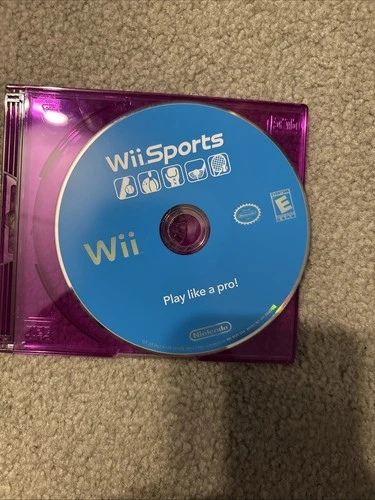 Wii Sports
Wii
E
Play like a pro!
Nintendo